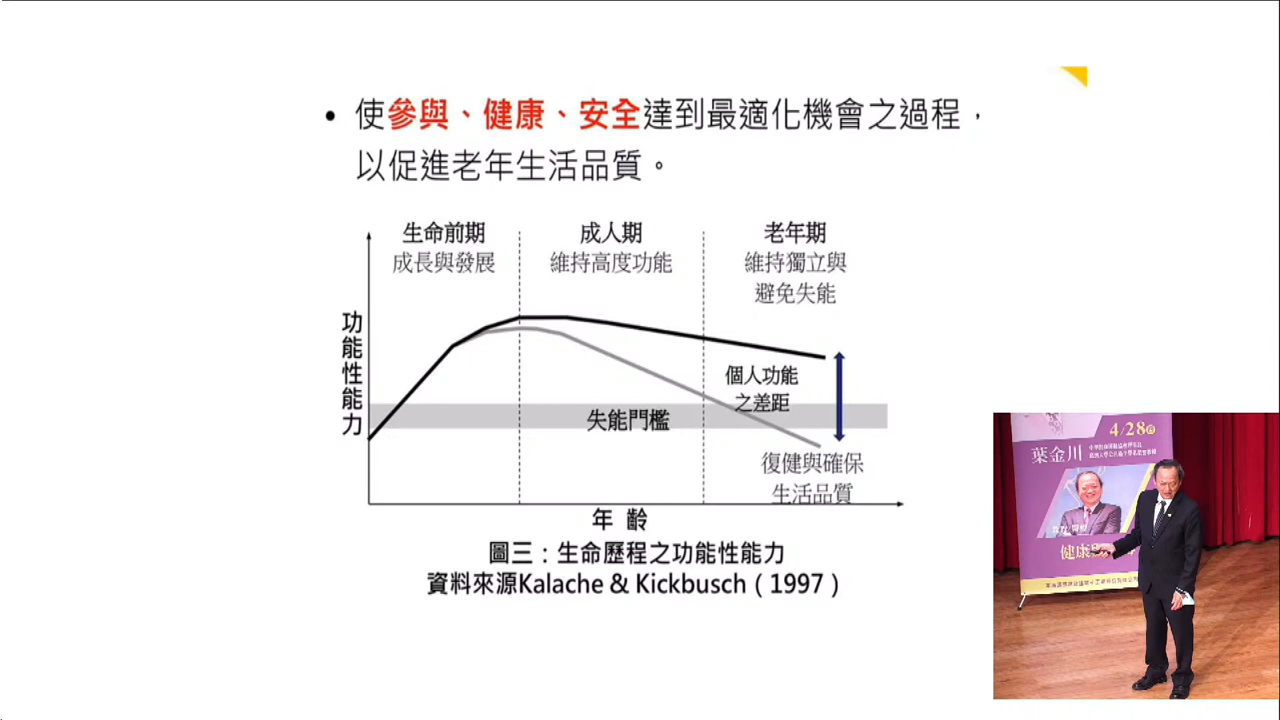 • 使參與、健康、安全達到最適化機會之過程，
以促進老年生活品質。
生命前期
成長與發展
成人期
維持高度功能
老年期
維持獨立與
避免失能
功能性能力
個人功能
之差距
失能門檻
復健與確保
生活品質
年 齡
圖三：生命歷程之功能性能力
資料來源Kalache & Kickbusch（1997）
4/28
葉金川
健康